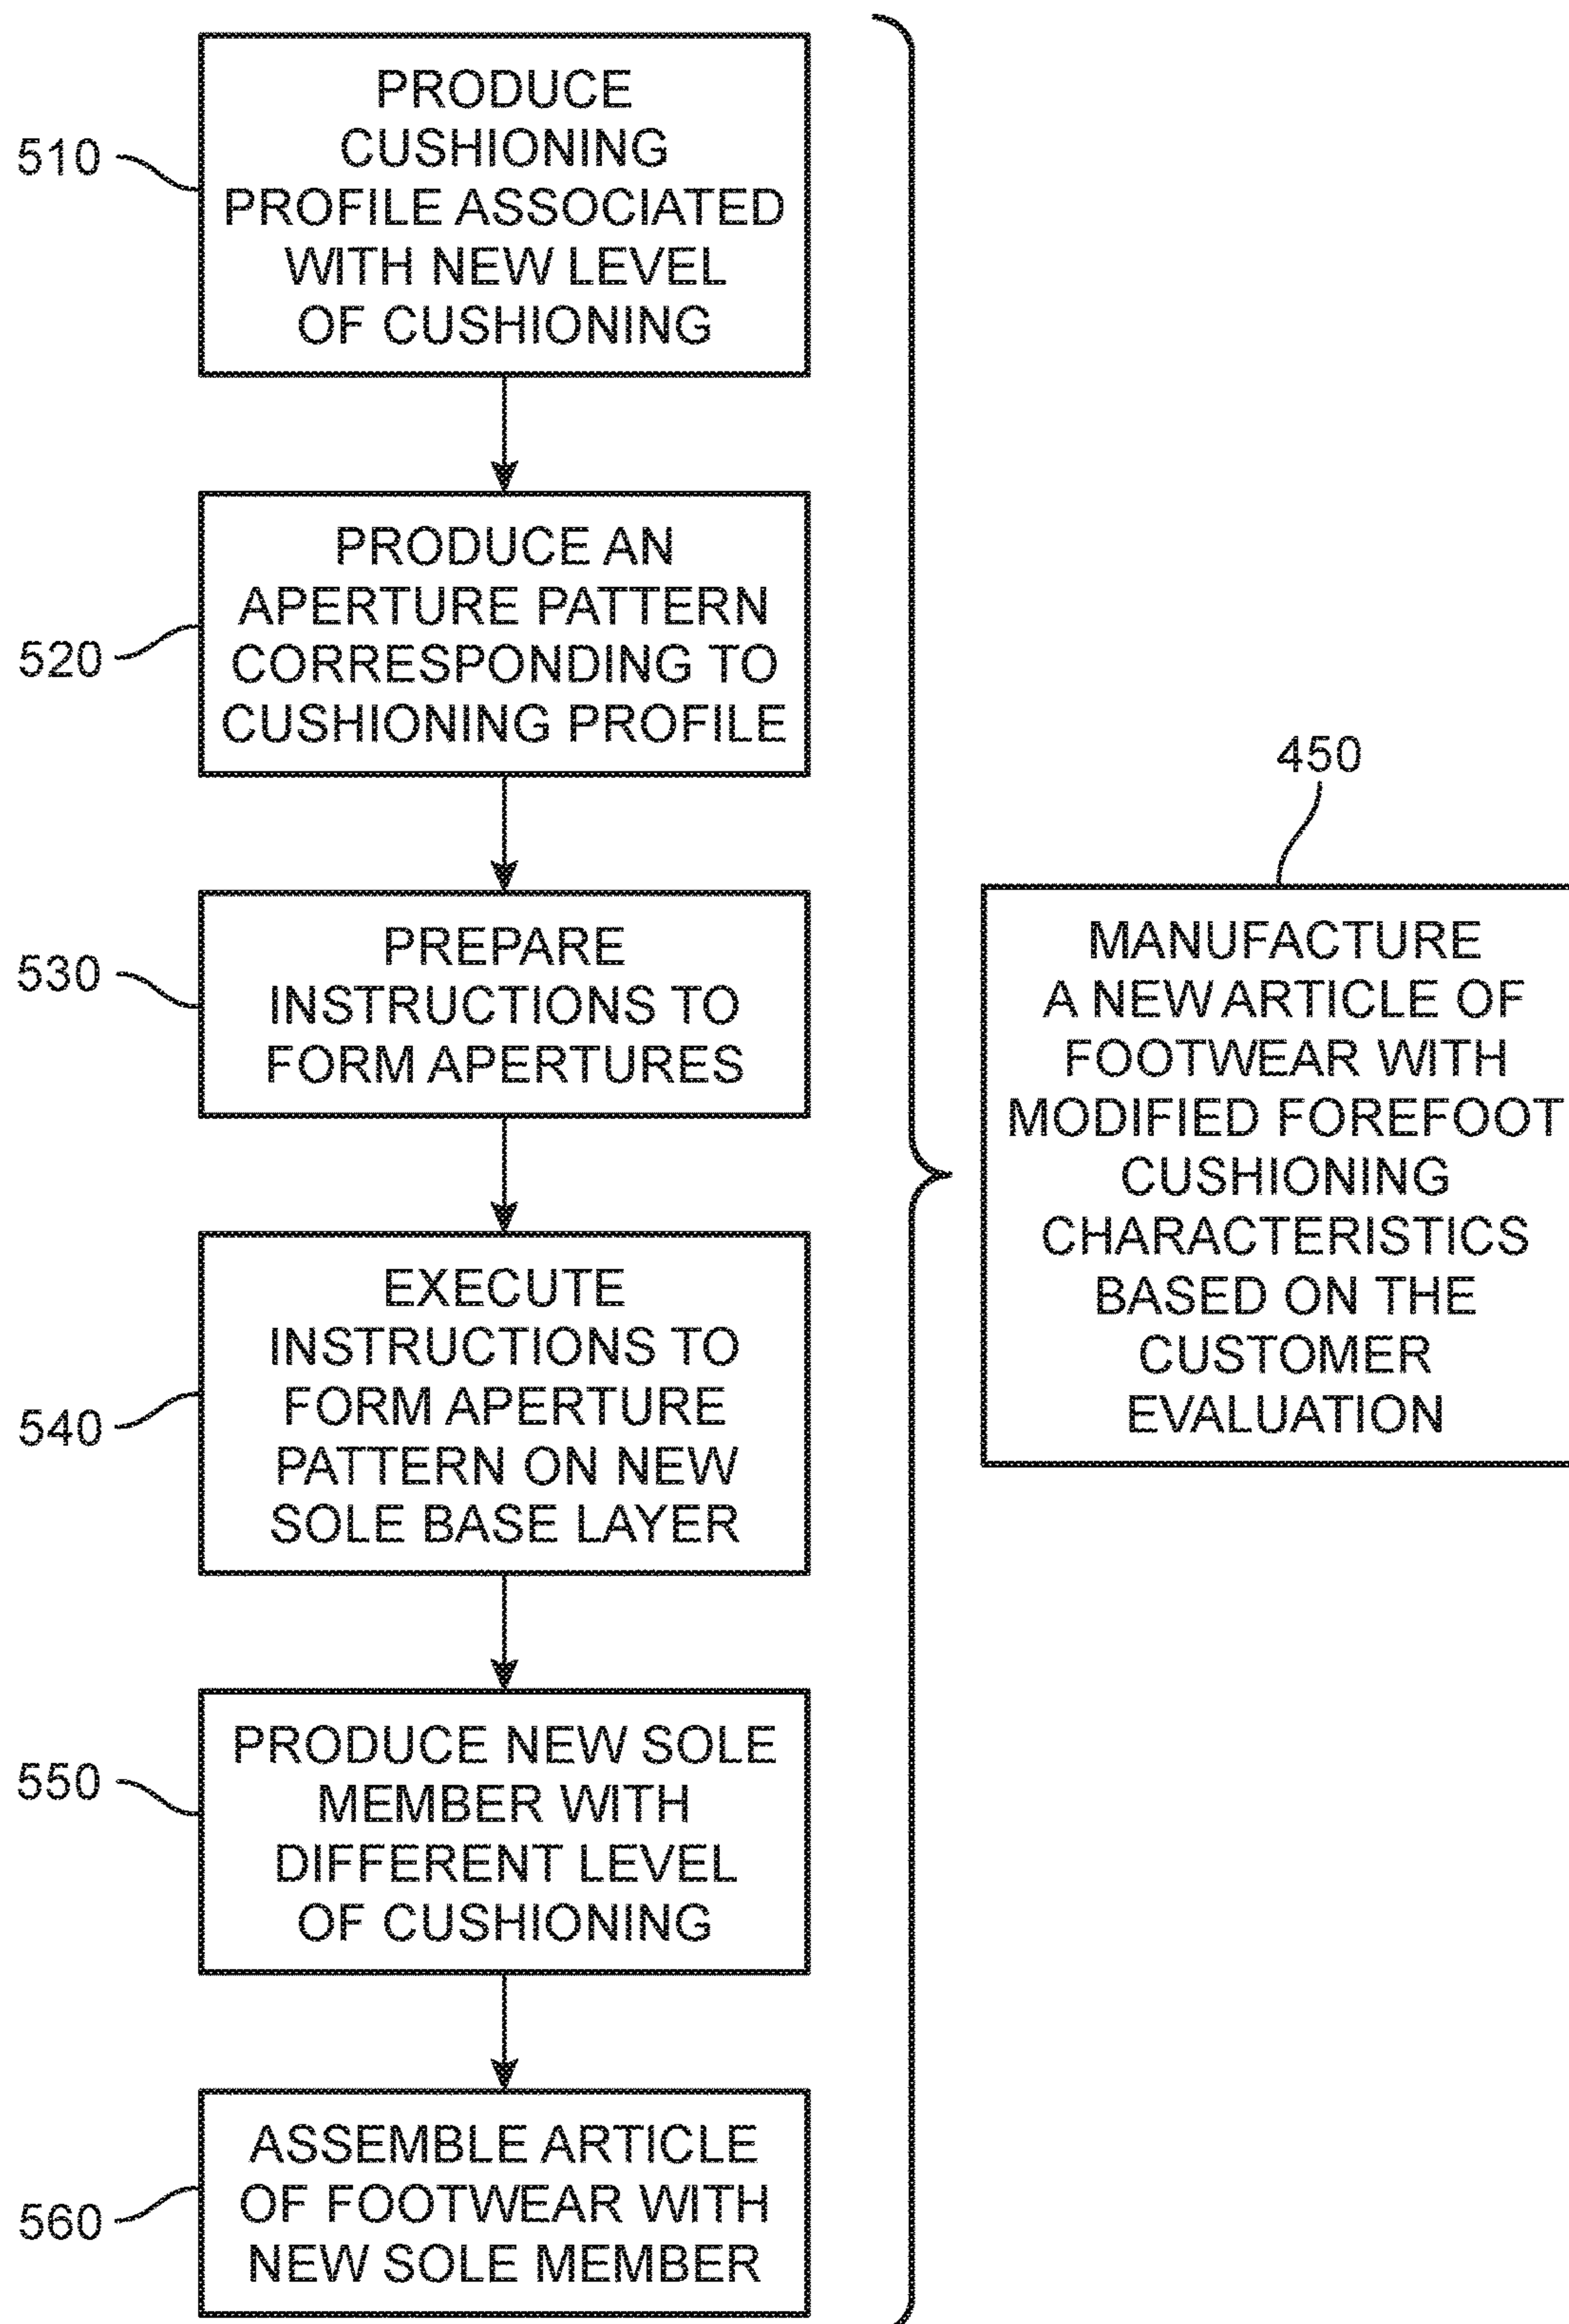 510
PRODUCE
CUSHIONING
PROFILE ASSOCIATED
WITH NEW LEVEL
OF CUSHIONING
520
PRODUCE AN
APERTURE PATTERN
CORRESPONDING TO
CUSHIONING PROFILE
530
PREPARE
INSTRUCTIONS TO
FORM APERTURES
540
EXECUTE
INSTRUCTIONS TO
FORM APERTURE
PATTERN ON NEW
SOLE BASE LAYER
550
PRODUCE NEW SOLE
MEMBER WITH
DIFFERENT LEVEL
OF CUSHIONING
560
ASSEMBLE ARTICLE
OF FOOTWEAR WITH
NEW SOLE MEMBER
450
MANUFACTURE
A NEW ARTICLE OF
FOOTWEAR WITH
MODIFIED FOREFOOT
CUSHIONING
CHARACTERISTICS
BASED ON THE
CUSTOMER
EVALUATION